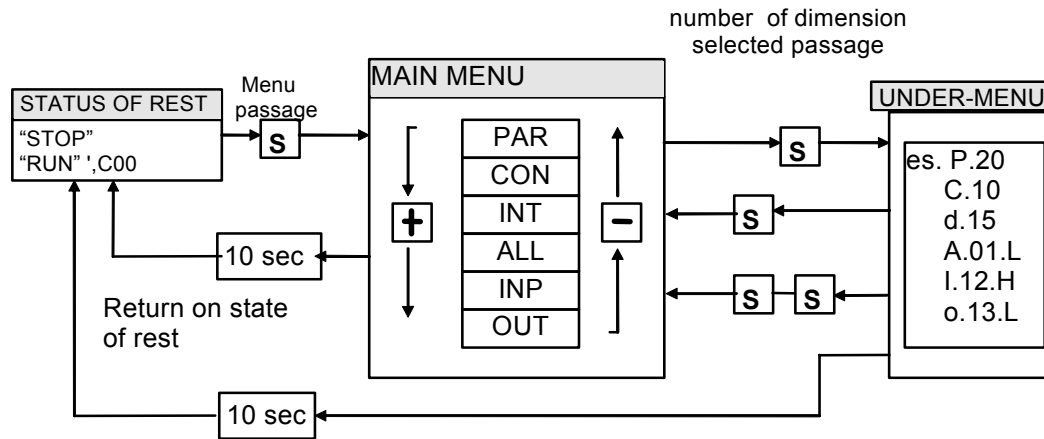 number of dimension
selected passage
MAIN MENU
UNDER-MENU
STATUS OF REST
Menu
passage
"STOP"
"RUN" ',C00
S
PAR
CON
INT
ALL
INP
OUT
+
−
S
S
S S
es. P.20
C.10
d.15
A.01.L
I.12.H
o.13.L
10 sec
Return on state
of rest
10 sec